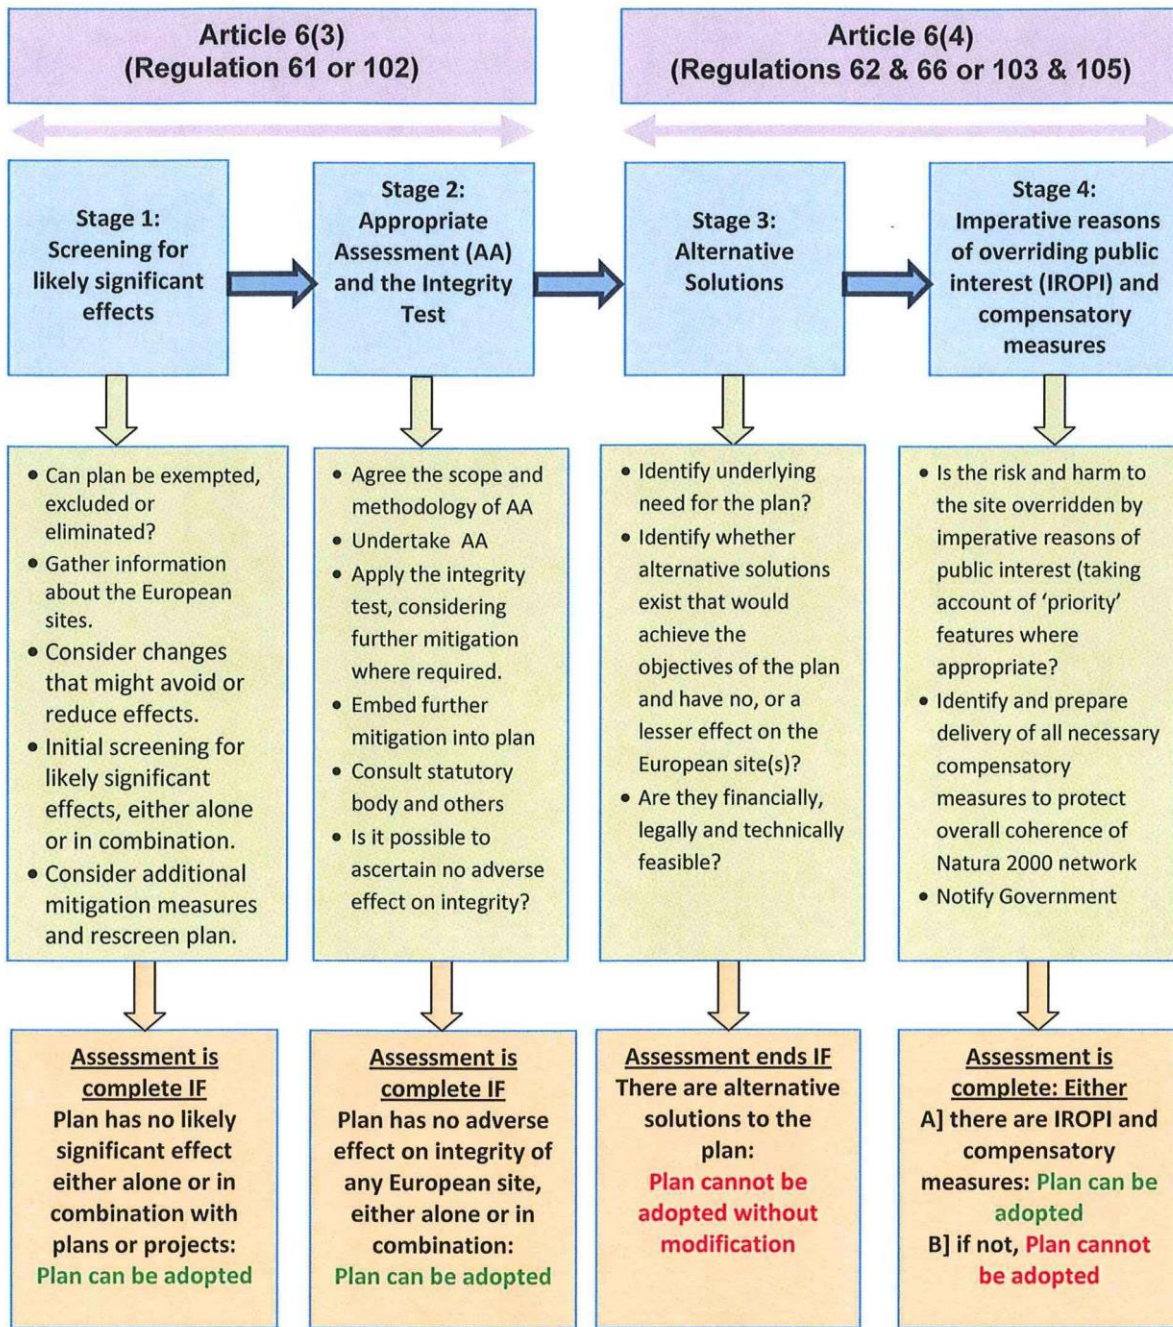 Article 6(3)
(Regulation 61 or 102)
Article 6(4)
(Regulations 62 & 66 or 103 & 105)
Stage 1:
Screening for
likely significant
effects
Stage 2:
Appropriate
Assessment (AA)
and the Integrity
Test
Stage 3:
Alternative
Solutions
Stage 4:
Imperative reasons
of overriding public
interest (IROPI) and
compensatory
measures
• Can plan be exempted,
excluded or
eliminated?
• Gather information
about the European
sites.
• Consider changes
that might avoid or
reduce effects.
• Initial screening for
likely significant
effects, either alone
or in combination.
• Consider additional
mitigation measures
and rescreen plan.
• Agree the scope and
methodology of AA
• Undertake AA
• Apply the integrity
test, considering
further mitigation
where required.
• Embed further
mitigation into plan
• Consult statutory
body and others
• Is it possible to
ascertain no adverse
effect on integrity?
• Identify underlying
need for the plan?
• Identify whether
alternative solutions
exist that would
achieve the
objectives of the plan
and have no, or a
lesser effect on the
European site(s)?
• Are they financially,
legally and technically
feasible?
• Is the risk and harm to
the site overridden by
imperative reasons of
public interest (taking
account of ‘priority’
features where
appropriate?
• Identify and prepare
delivery of all necessary
compensatory
measures to protect
overall coherence of
Natura 2000 network
• Notify Government
Assessment is
complete IF
Plan has no likely
significant effect
either alone or in
combination with
plans or projects:
Plan can be adopted
Assessment is
complete IF
Plan has no adverse
effect on integrity of
any European site,
either alone or in
combination:
Plan can be adopted
Assessment ends IF
There are alternative
solutions to the
plan:
Plan cannot be
adopted without
modification
Assessment is
complete: Either
A] there are IROPI and
compensatory
measures: Plan can be
adopted
B] if not, Plan cannot
be adopted